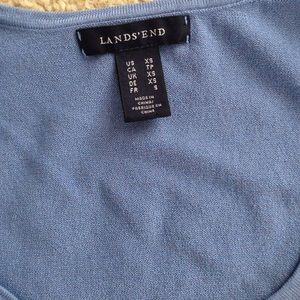 LANDS'END
US XS
CA TP
UK XS
DE XS
FR S
MADE IN
CHINA/
FABRIQUE EN
CHINE